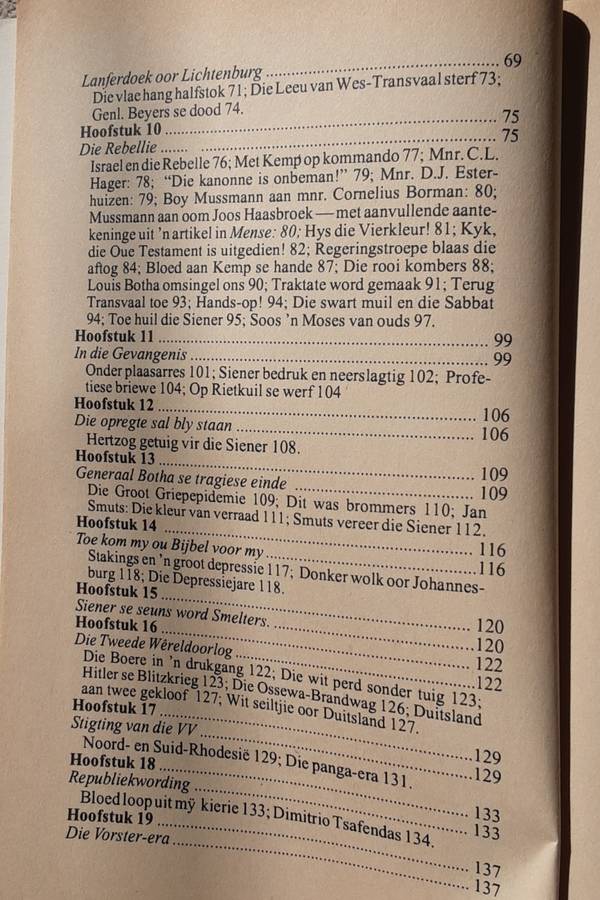 Lanferdoek oor Lichtenburg ........................................ 69
Die vlae hang halfstok 71; Die Leeu van Wes-Transvaal sterf 73;
Genl. Beyers se dood 74.
Hoofstuk 10 ........................................ 75
Die Rebellie ........................................ 75
Israel en die Rebelle 76; Met Kemp op kommando 77; Mnr. C.L.
Hager: 78; “Die kanonne is onbeman!” 79; Mnr. D.J. Ester-
huizen: 79; Boy Mussmann aan mnr. Cornelius Borman: 80;
Mussmann aan oom Joos Haasbroek — met aanvullende aante-
keninge uit 'n artikel in Mense: 80; Hys die Vierkleur! 81; Kyk,
die Oue Testament is uitgedien! 82; Regeringstroepe blaas die
aftog 84; Bloed aan Kemp se hande 87; Die rooi kombers 88;
Louis Botha omsingel ons 90; Traktate word gemaak 91; Terug
Transvaal toe 93; Hands-op! 94; Die swart muil en die Sabbat
94; Toe huil die Siener 95; Soos 'n Moses van ouds 97.
Hoofstuk 11 ........................................ 99
In die Gevangenis ........................................ 99
Onder plaasarres 101; Siener bedruk en neerslagtig 102; Profe-
tiese briewe 104; Op Rietkuil se werf 104
Hoofstuk 12 ........................................ 106
Die opregte sal bly staan ........................................ 106
Hertzog getuig vir die Siener 108.
Hoofstuk 13 ........................................ 109
Generaal Botha se tragiese einde ........................................ 109
Die Groot Griepepidemie 109; Dit was brommers 110; Jan
Smuts: Die kleur van verraad 111; Smuts vereer die Siener 112.
Hoofstuk 14 ........................................ 116
Toe kom my ou Bijbel voor my ........................................ 116
Stakings en 'n groot depressie 117; Donker wolk oor Johannes-
burg 118; Die Depressiejare 118.
Hoofstuk 15 ........................................ 120
Siener se seuns word Smelters. ........................................ 120
Hoofstuk 16 ........................................ 122
Die Tweede Wêreldoorlog ........................................ 122
Die Boere in 'n drukgang 122; Die wit perd sonder tuig 123;
Hitler se Blitzkrieg 123; Die Ossewa-Brandwag 126; Duitsland
aan twee gekloof 127; Wit seiltjie oor Duitsland 127.
Hoofstuk 17 ........................................ 129
Stigting van die VV ........................................ 129
Noord- en Suid-Rhodesië 129; Die panga-era 131.
Hoofstuk 18 ........................................ 133
Republiekwording ........................................ 133
Bloed loop uit mŷ kierie 133; Dimitrio Tsafendas 134.
Hoofstuk 19 ........................................ 137
Die Vorster-era ........................................ 137